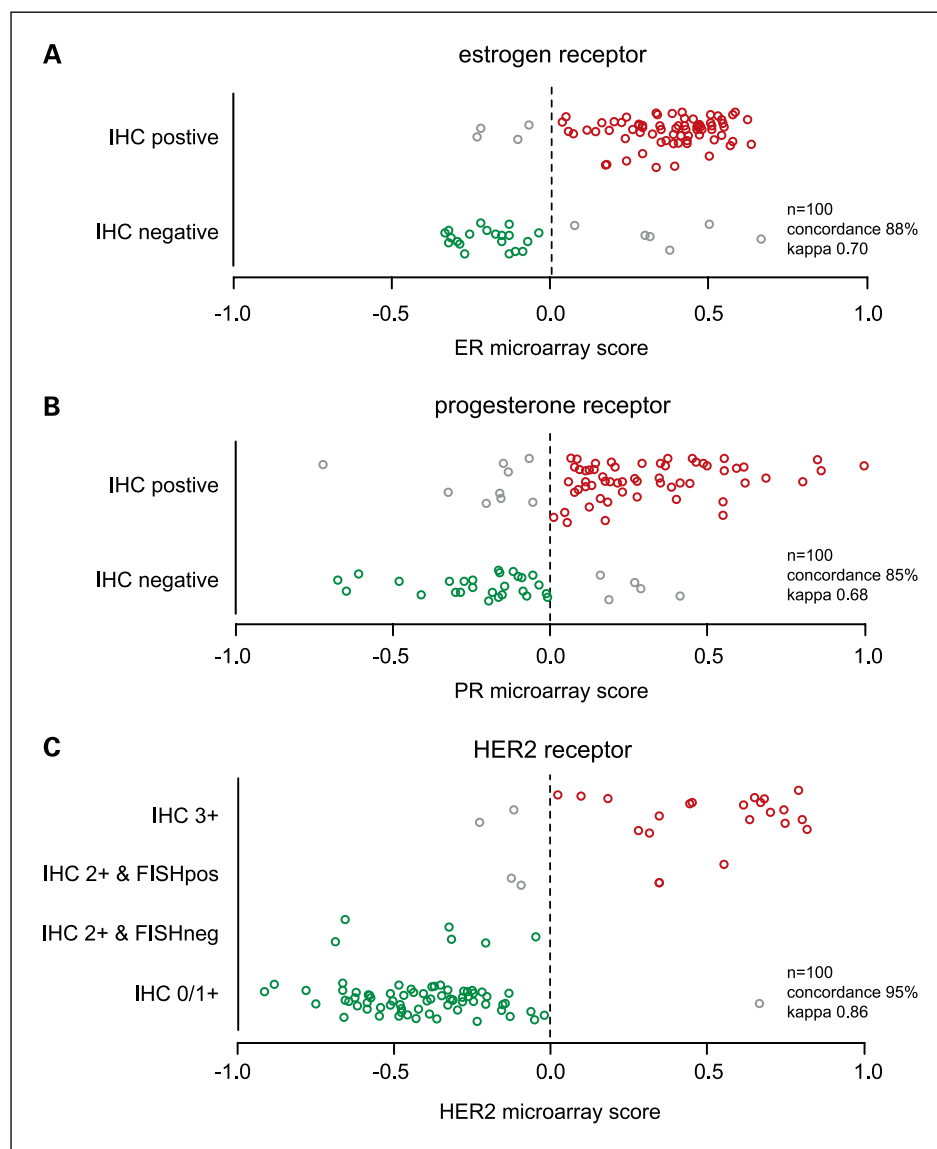 A
estrogen receptor
IHC postive
IHC negative
n=100
concordance 88%
kappa 0.70
-1.0 -0.5 0.0 0.5 1.0
ER microarray score
B
progesterone receptor
IHC postive
IHC negative
n=100
concordance 85%
kappa 0.68
-1.0 -0.5 0.0 0.5 1.0
PR microarray score
C
HER2 receptor
IHC 3+
IHC 2+ & FISHpos
IHC 2+ & FISHneg
IHC 0/1+
n=100
concordance 95%
kappa 0.86
-1.0 -0.5 0.0 0.5 1.0
HER2 microarray score